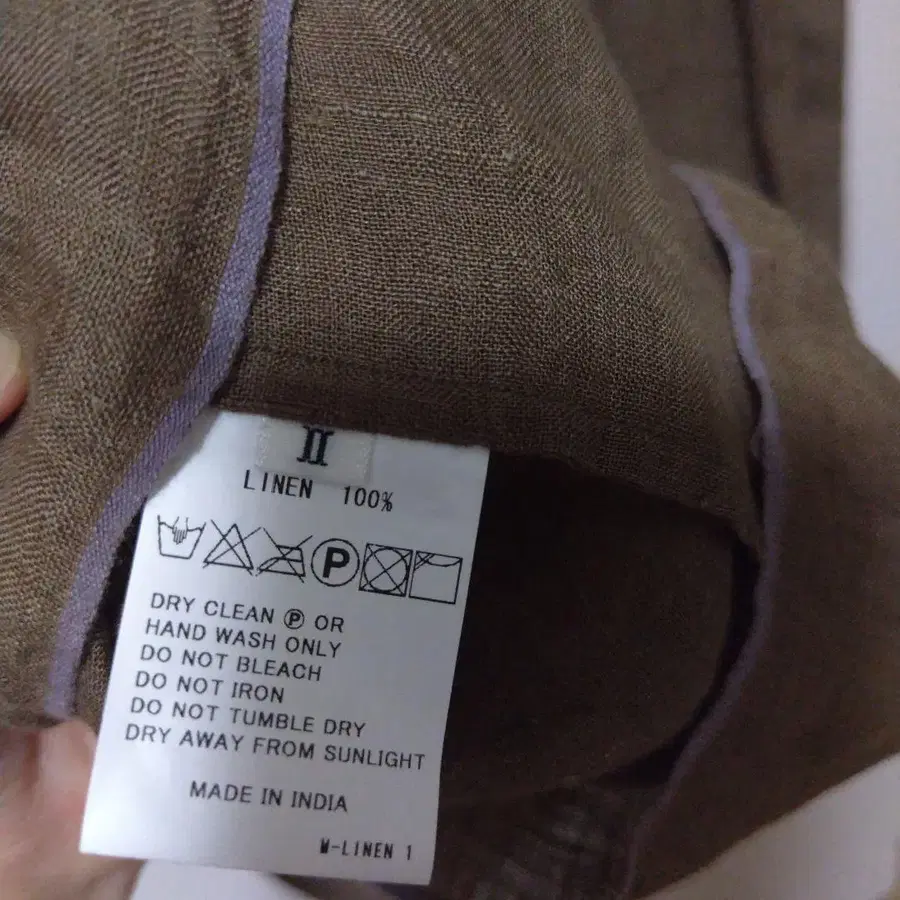 II
LINEN 100%
P
DRY CLEAN Ⓟ OR
HAND WASH ONLY
DO NOT BLEACH
DO NOT IRON
DO NOT TUMBLE DRY
DRY AWAY FROM SUNLIGHT
MADE IN INDIA
M-LINEN 1